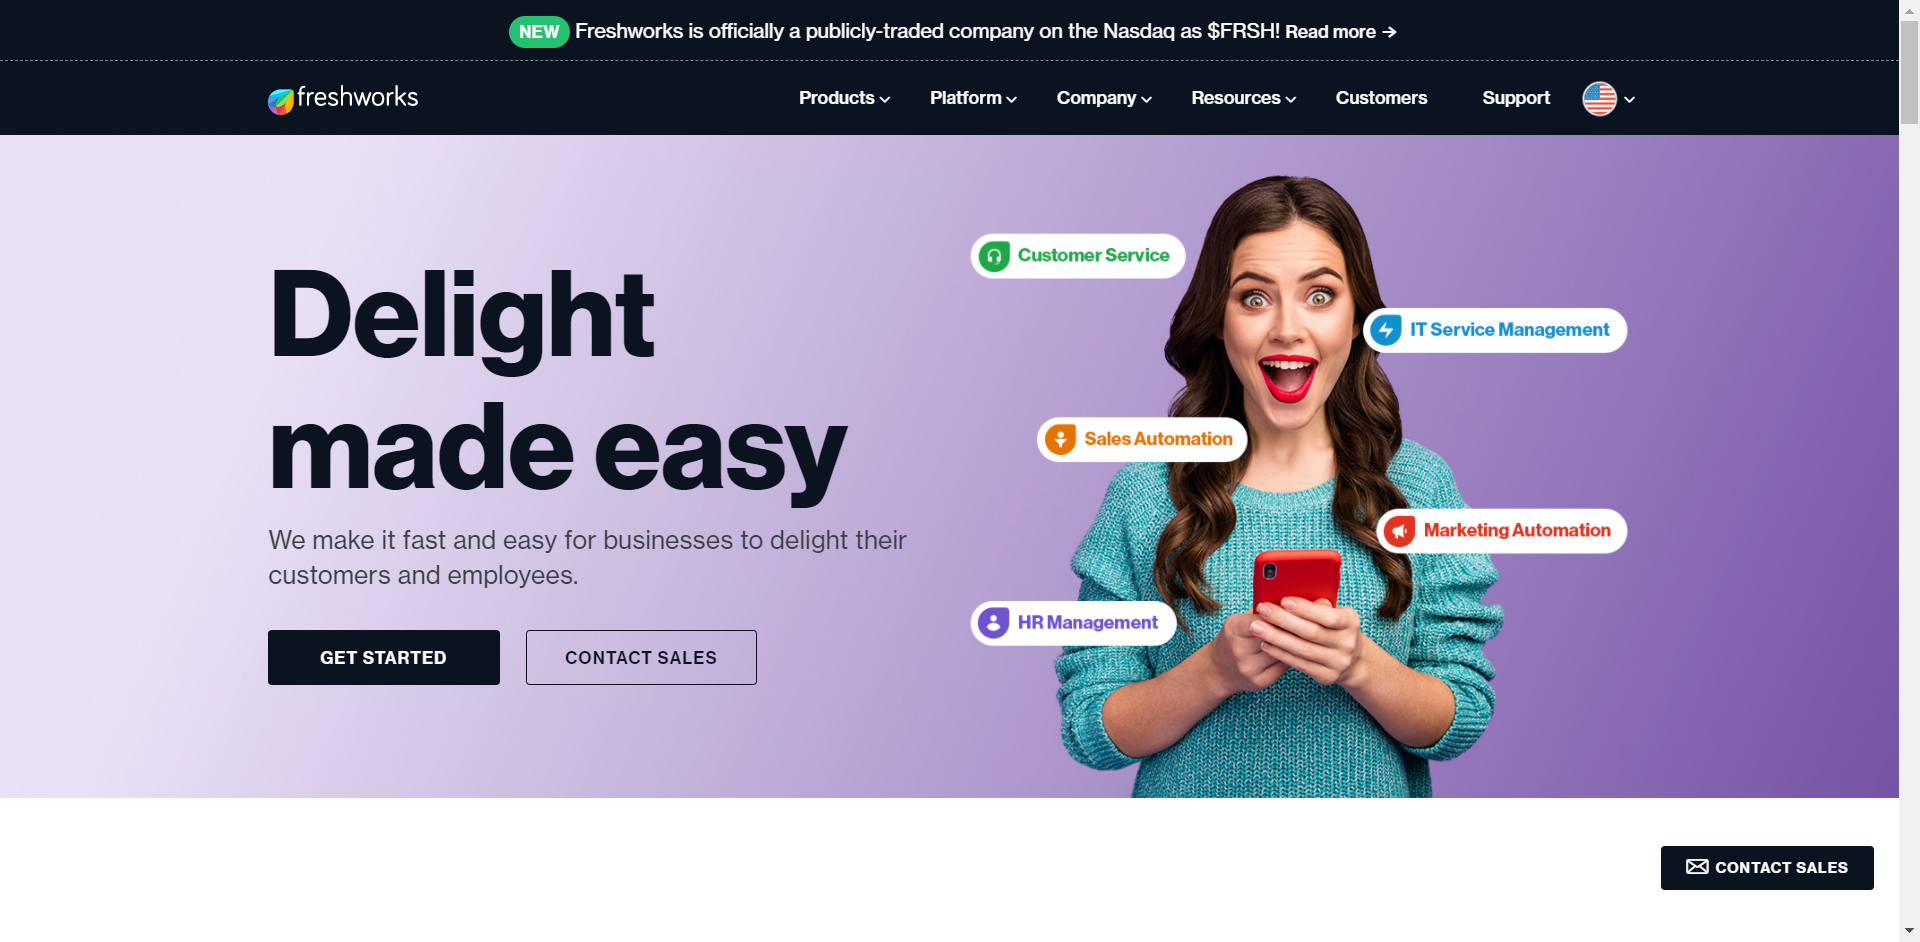 NEW Freshworks is officially a publicly-traded company on the Nasdaq as $FRSH! Read more →
freshworks
Products Platform Company Resources Customers Support
Delight
made easy
We make it fast and easy for businesses to delight their
customers and employees.
GET STARTED CONTACT SALES
Customer Service
IT Service Management
Sales Automation
Marketing Automation
HR Management
CONTACT SALES